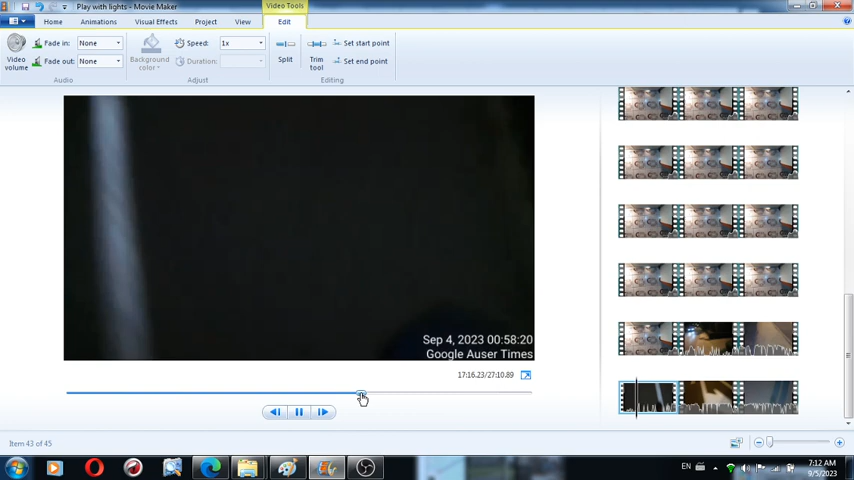 Play with lights - Movie Maker
Video Tools
Home
Animations
Visual Effects
Project
View
Edit
Video volume
Fade in: None
Fade out: None
Audio
Background color
Speed: 1x
Duration:
Adjust
Split
Trim tool
Set start point
Set end point
Editing
Sep 4, 2023 00:58:20
Google Auser Times
17:16.23/27:10.89
Item 43 of 45
EN
7:12 AM
9/5/2023